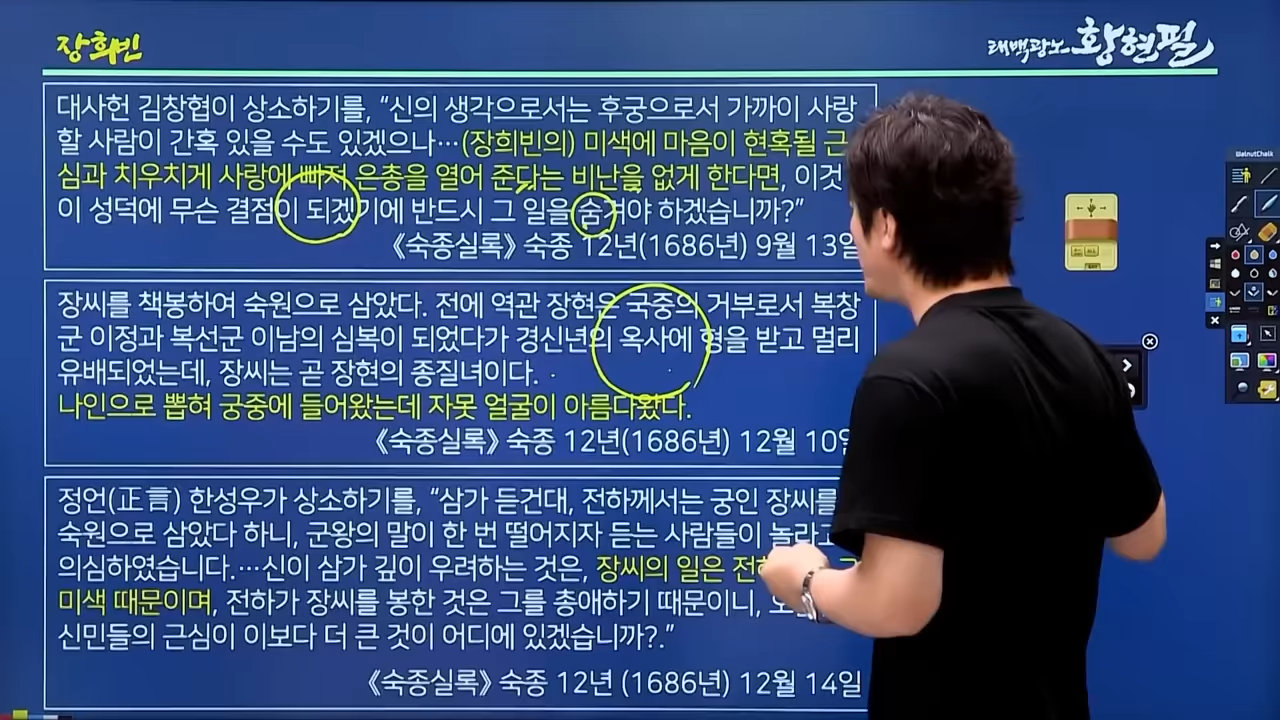 장희빈
태백광노 황현필
대사헌 김창협이 상소하기를, “신의 생각으로서는 후궁으로서 가까이 사랑
할 사람이 간혹 있을 수도 있겠으나…(장희빈의) 미색에 마음이 현혹될 근
심과 치우치게 사랑에 빠져 은총을 열어 준다는 비난을 없게 한다면, 이것
이 성덕에 무슨 결점이 되겠기에 반드시 그 일을 숨겨야 하겠습니까?”
《숙종실록》 숙종 12년(1686년) 9월 13일
장씨를 책봉하여 숙원으로 삼았다. 전에 역관 장현은 국중의 거부로서 복창
군 이정과 복선군 이남의 심복이 되었다가 경신년의 옥사에 형을 받고 멀리
유배되었는데, 장씨는 곧 장현의 종질녀이다.
나인으로 뽑혀 궁중에 들어왔는데 자못 얼굴이 아름다왔다.
《숙종실록》 숙종 12년(1686년) 12월 10일
정언(正言) 한성우가 상소하기를, “삼가 듣건대, 전하께서는 궁인 장씨를
숙원으로 삼았다 하니, 군왕의 말이 한 번 떨어지자 듣는 사람들이 놀라고
의심하였습니다.…신이 삼가 깊이 우려하는 것은, 장씨의 일은
미색 때문이며, 전하가 장씨를 봉한 것은 그를 총애하기 때문이니,
신민들의 근심이 이보다 더 큰 것이 어디에 있겠습니까?.”
《숙종실록》 숙종 12년 (1686년) 12월 14일
WalnutChalk
ALL